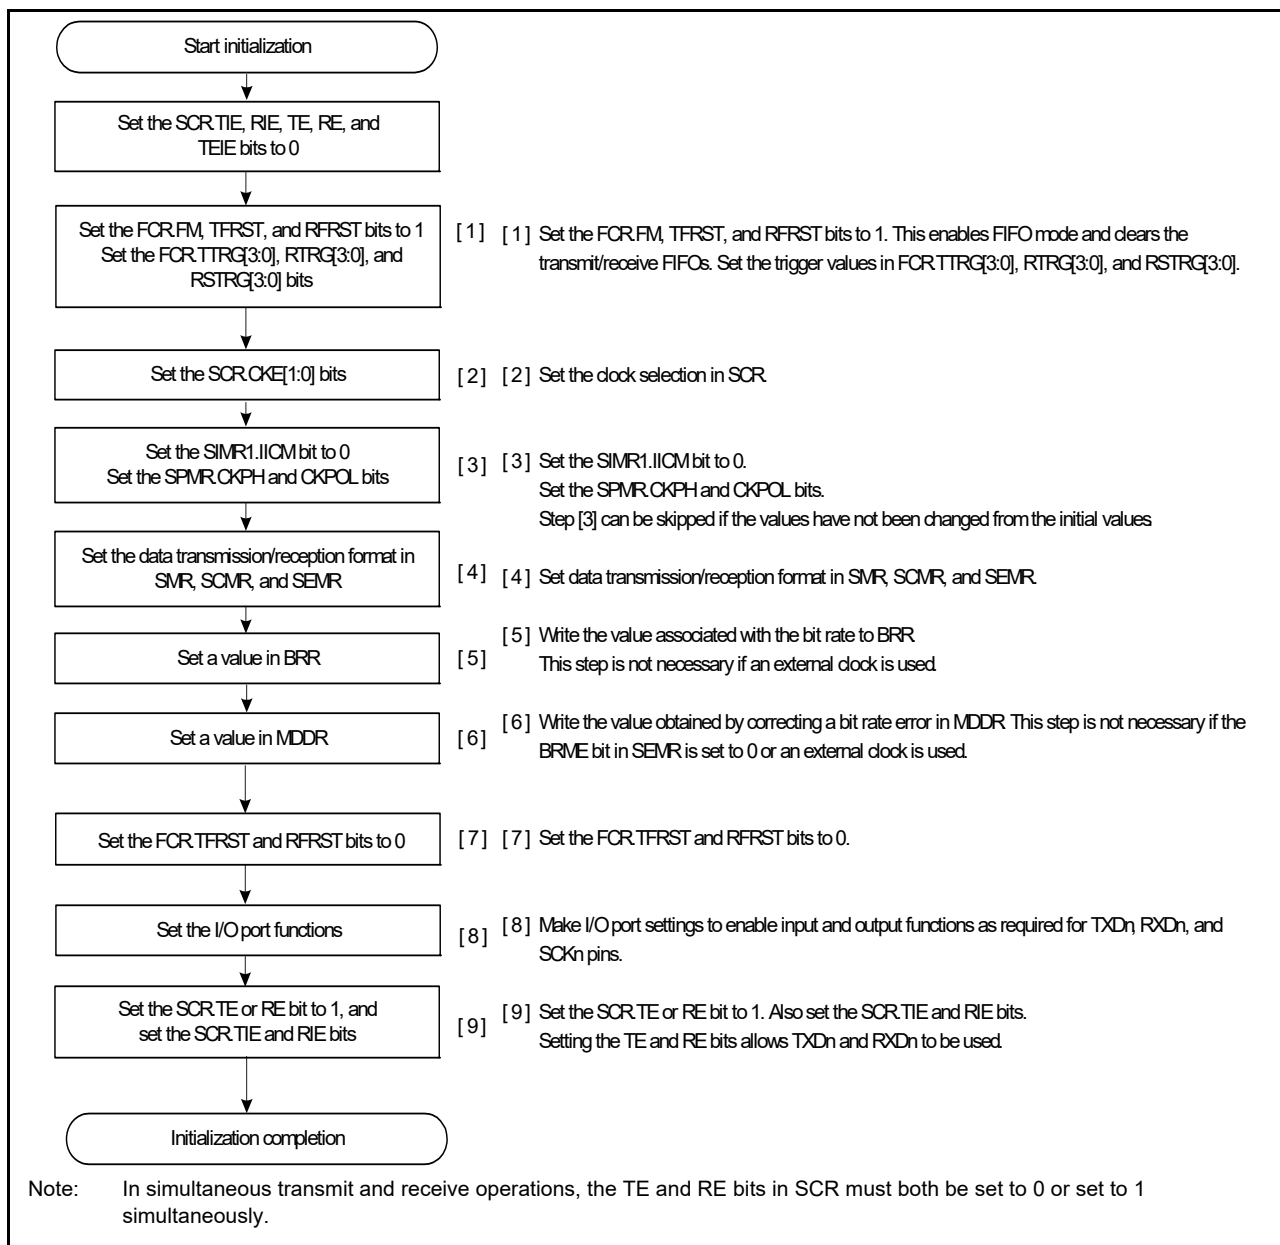 Start initialization
Set the SCR.TIE, RIE, TE, RE, and
TEIE bits to 0
Set the FCR.FM, TFRST, and RFRST bits to 1
Set the FCR.TTRG[3:0], RTRG[3:0], and
RSTRG[3:0] bits
[1]
[1] Set the FCR.FM, TFRST, and RFRST bits to 1. This enables FIFO mode and clears the
transmit/receive FIFOs. Set the trigger values in FCR.TTRG[3:0], RTRG[3:0], and RSTRG[3:0].
Set the SCR.CKE[1:0] bits
[2]
[2] Set the clock selection in SCR.
Set the SIMR1.IICM bit to 0
Set the SPMR.CKPH and CKPOL bits
[3]
[3] Set the SIMR1.IICM bit to 0.
Set the SPMR.CKPH and CKPOL bits.
Step [3] can be skipped if the values have not been changed from the initial values.
Set the data transmission/reception format in
SMR, SCMR, and SEMR
[4]
[4] Set data transmission/reception format in SMR, SCMR, and SEMR.
Set a value in BRR
[5]
[5] Write the value associated with the bit rate to BRR.
This step is not necessary if an external clock is used.
Set a value in MDDR
[6]
[6] Write the value obtained by correcting a bit rate error in MDDR. This step is not necessary if the
BRME bit in SEMR is set to 0 or an external clock is used.
Set the FCR.TFRST and RFRST bits to 0
[7]
[7] Set the FCR.TFRST and RFRST bits to 0.
Set the I/O port functions
[8]
[8] Make I/O port settings to enable input and output functions as required for TXDn, RXDn, and
SCKn pins.
Set the SCR.TE or RE bit to 1, and
set the SCR.TIE and RIE bits
[9]
[9] Set the SCR.TE or RE bit to 1. Also set the SCR.TIE and RIE bits.
Setting the TE and RE bits allows TXDn and RXDn to be used.
Initialization completion
Note: In simultaneous transmit and receive operations, the TE and RE bits in SCR must both be set to 0 or set to 1
simultaneously.